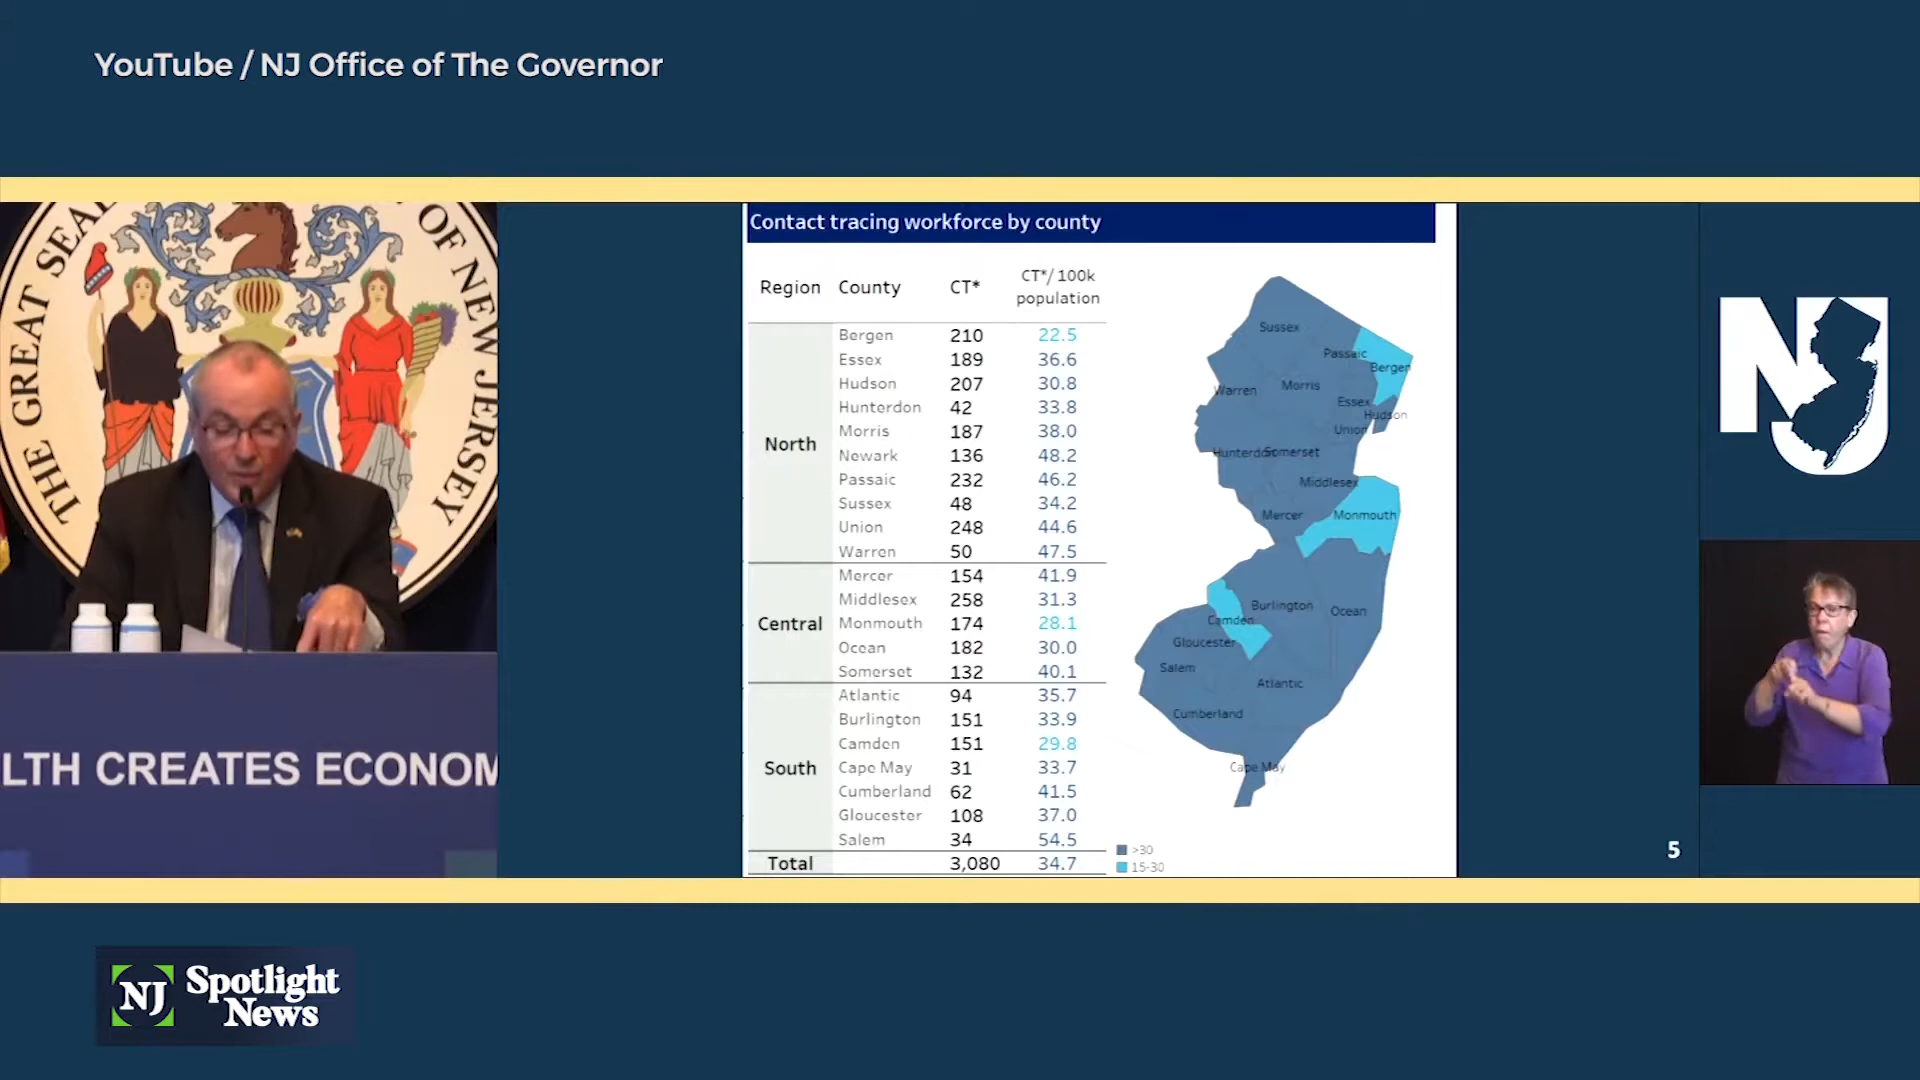 YouTube / NJ Office of The Governor
THE GREAT SEAL OF NEW JERSEY
LTH CREATES ECONOM
Contact tracing workforce by county
Region County CT* CT*/ 100k population
North
Bergen 210 22.5
Essex 189 36.6
Hudson 207 30.8
Hunterdon 42 33.8
Morris 187 38.0
Newark 136 48.2
Passaic 232 46.2
Sussex 48 34.2
Union 248 44.6
Warren 50 47.5
Central
Mercer 154 41.9
Middlesex 258 31.3
Monmouth 174 28.1
Ocean 182 30.0
Somerset 132 40.1
South
Atlantic 94 35.7
Burlington 151 33.9
Camden 151 29.8
Cape May 31 33.7
Cumberland 62 41.5
Gloucester 108 37.0
Salem 34 54.5
Total 3,080 34.7
Sussex
Passaic
Bergen
Warren
Morris
Essex
Hudson
Union
Hunterdon
Somerset
Middlesex
Mercer
Monmouth
Burlington
Ocean
Camden
Gloucester
Salem
Atlantic
Cumberland
Cape May
>30
15-30
NJ
5
NJ Spotlight
News